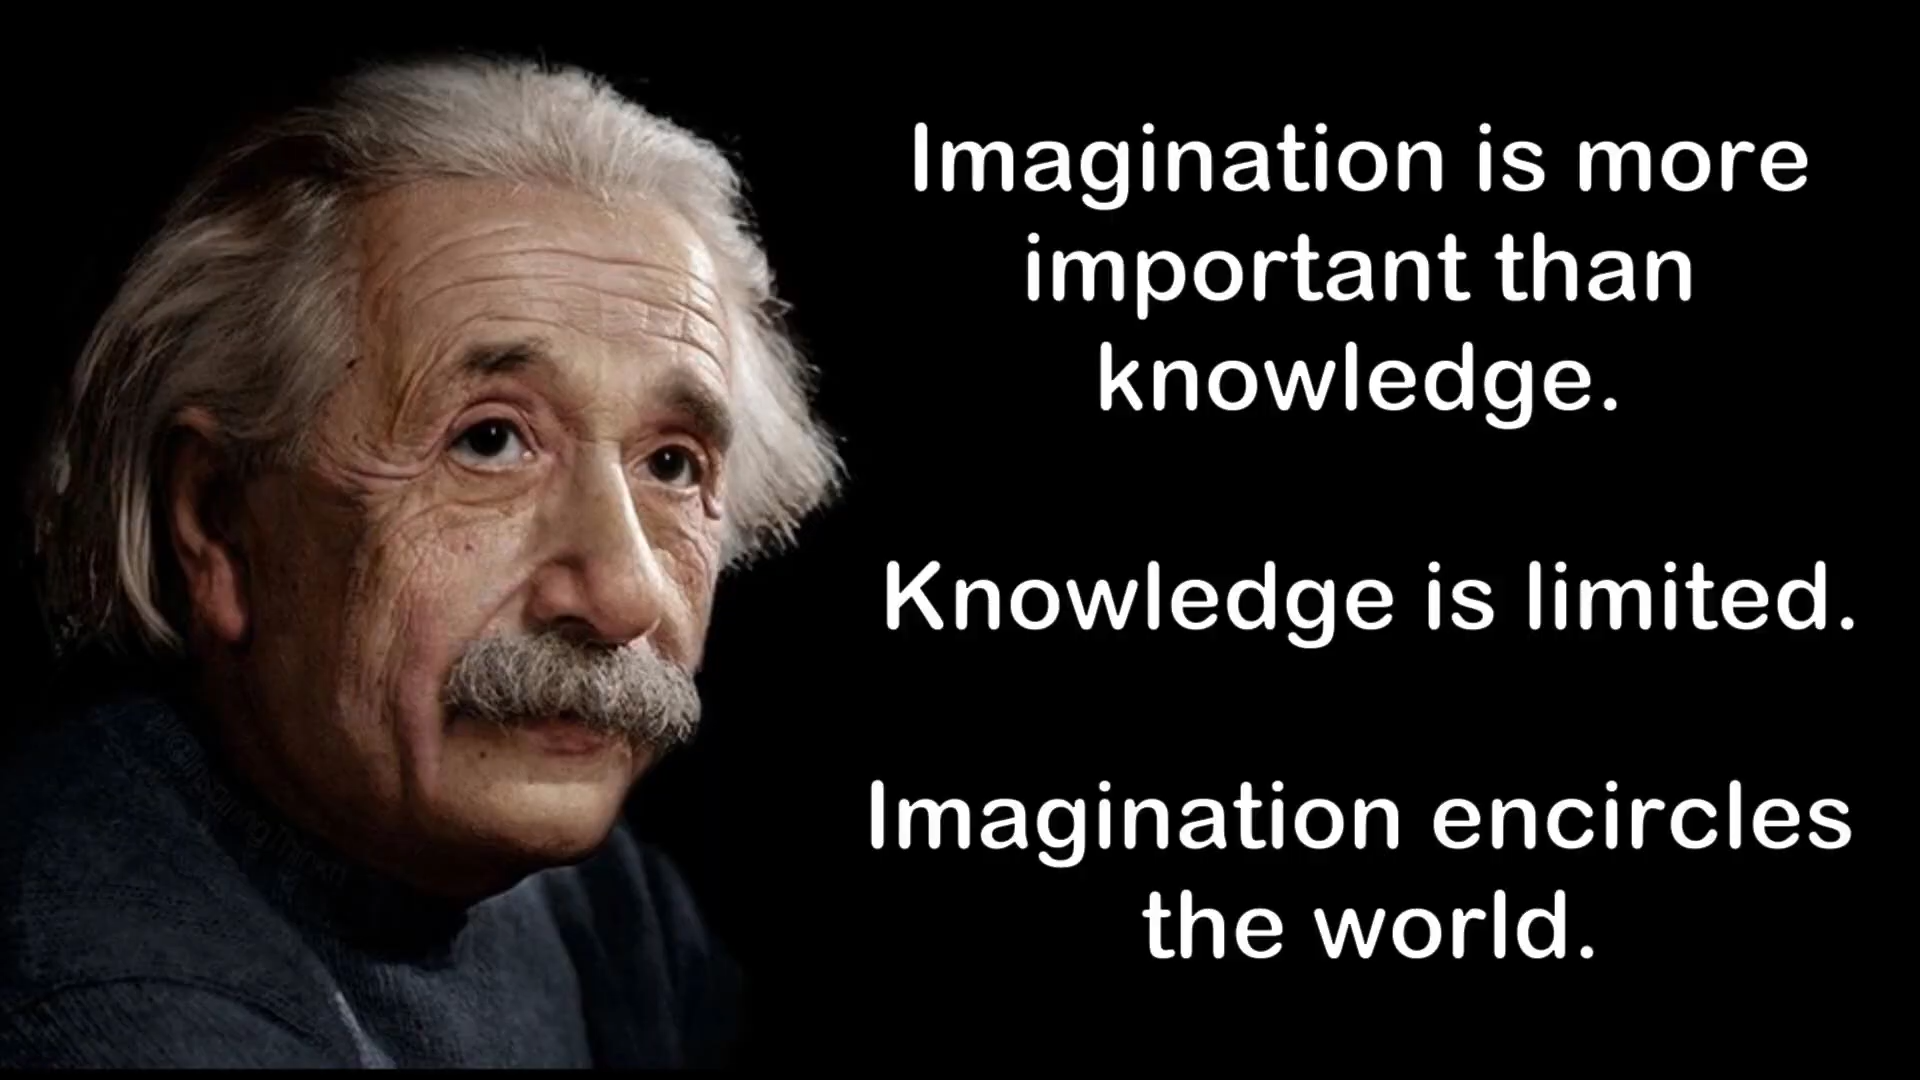 Imagination is more
important than
knowledge.
Knowledge is limited.
Imagination encircles
the world.